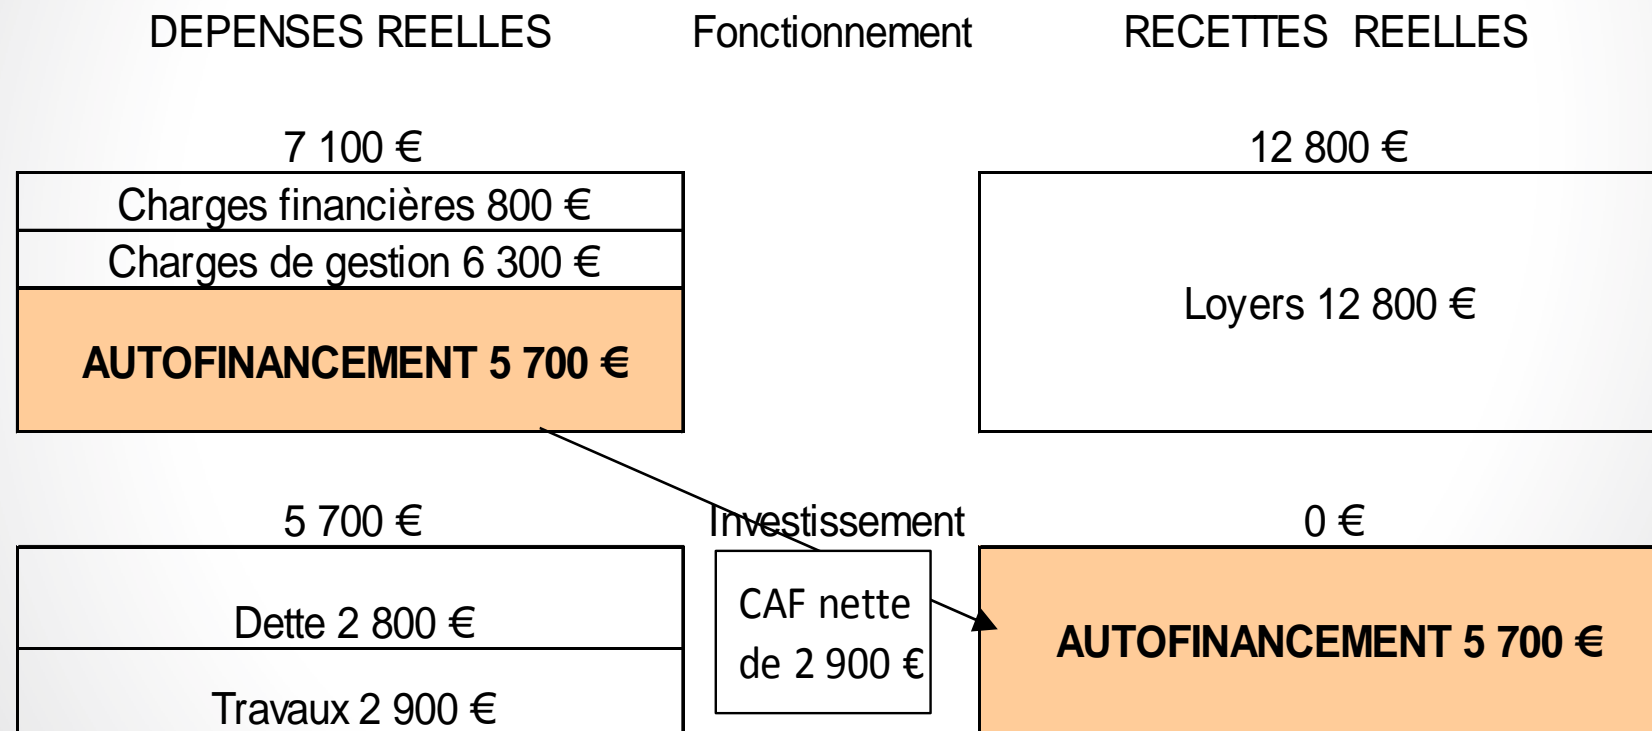 DEPENSES REELLES Fonctionnement RECETTES REELLES
7 100 € 12 800 €
Charges financières 800 €
Charges de gestion 6 300 €
AUTOFINANCEMENT 5 700 €
Loyers 12 800 €
5 700 € Investissement 0 €
Dette 2 800 €
Travaux 2 900 €
CAF nette
de 2 900 €
AUTOFINANCEMENT 5 700 €